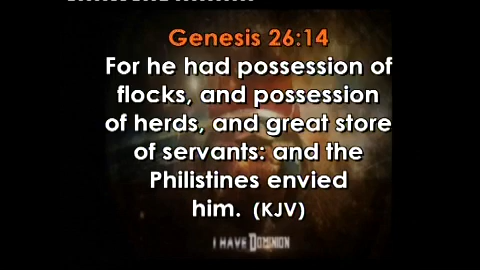 Genesis 26:14
For he had possession of
flocks, and possession
of herds, and great store
of servants: and the
Philistines envied
him. (KJV)
I HAVE DOMINION